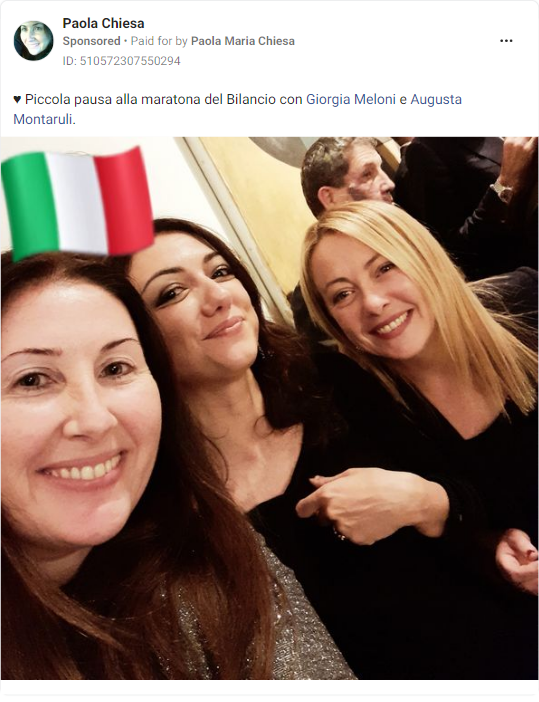 Paola Chiesa
Sponsored • Paid for by Paola Maria Chiesa
ID: 510572307550294
♥ Piccola pausa alla maratona del Bilancio con Giorgia Meloni e Augusta
Montaruli.